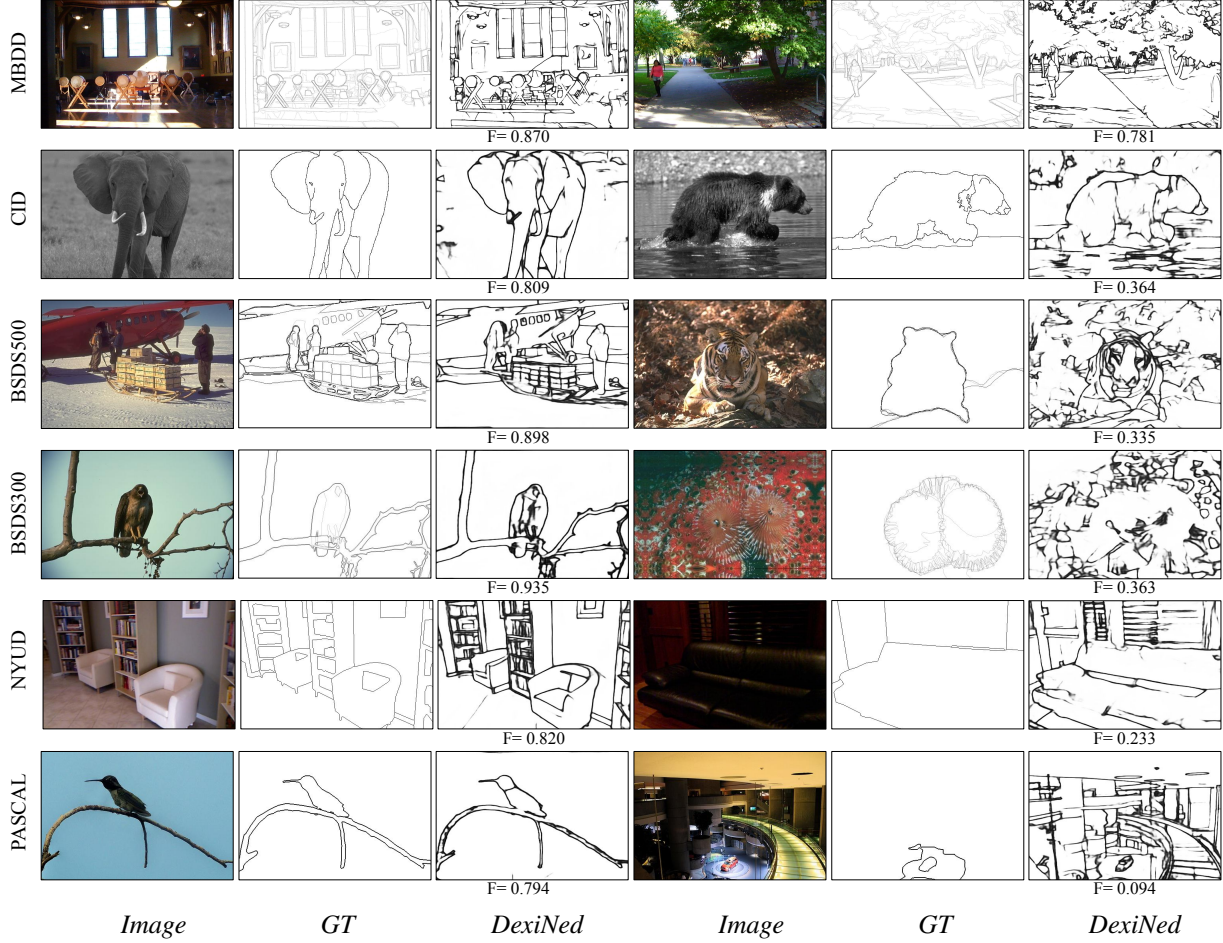 MBDD
F= 0.870 F= 0.781
CID
F= 0.809 F= 0.364
BSDS500
F= 0.898 F= 0.335
BSDS300
F= 0.935 F= 0.363
NYUD
F= 0.820 F= 0.233
PASCAL
F= 0.794 F= 0.094
Image GT DexiNed Image GT DexiNed